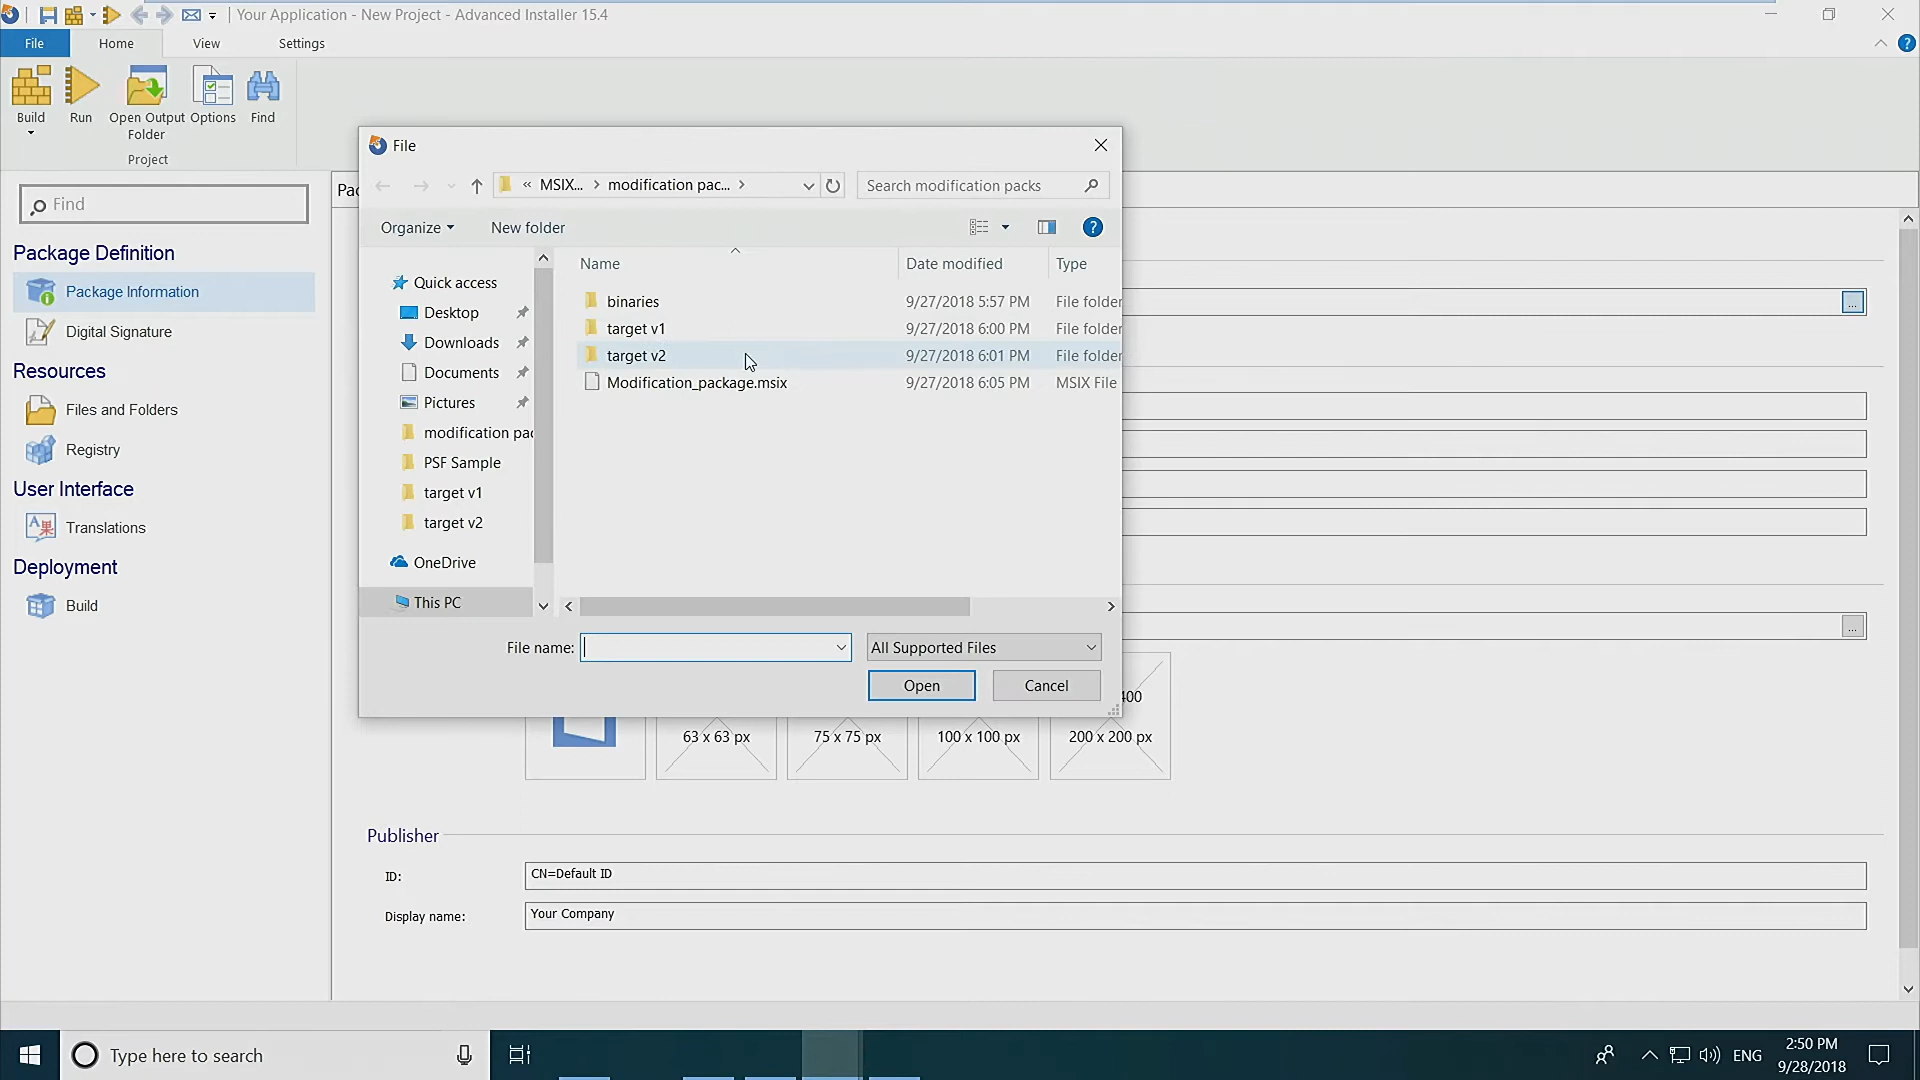 Your Application - New Project - Advanced Installer 15.4
File
Home
View
Settings
Build
Run
Open Output
Folder
Options
Find
Project
Find
Package Definition
Package Information
Digital Signature
Resources
Files and Folders
Registry
User Interface
Translations
Deployment
Build
File
« MSIX... > modification pac... >
Search modification packs
Organize
New folder
Quick access
Desktop
Downloads
Documents
Pictures
modification pac
PSF Sample
target v1
target v2
OneDrive
This PC
Name
Date modified
Type
binaries
9/27/2018 5:57 PM
File folder
target v1
9/27/2018 6:00 PM
File folder
target v2
9/27/2018 6:01 PM
File folder
Modification_package.msix
9/27/2018 6:05 PM
MSIX File
File name:
All Supported Files
Open
Cancel
...
...
63 x 63 px
75 x 75 px
100 x 100 px
200 x 200 px
Publisher
ID:
CN=Default ID
Display name:
Your Company
Type here to search
ENG
2:50 PM
9/28/2018